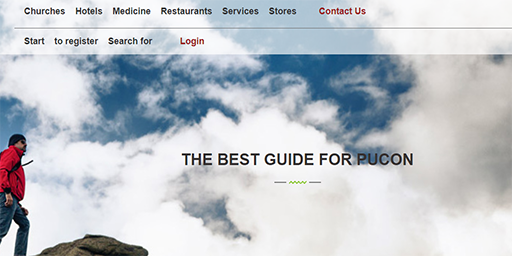 Churches Hotels Medicine Restaurants Services Stores Contact Us
Start to register Search for Login
THE BEST GUIDE FOR PUCON